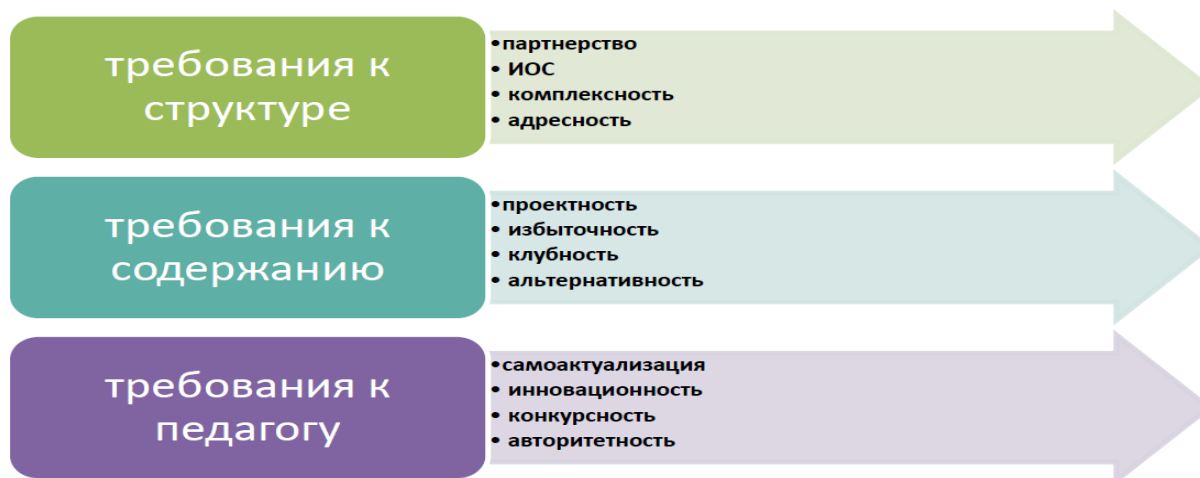 требования к
структуре
•партнерство
• ИОС
• комплексность
• адресность
требования к
содержанию
•проектность
• избыточность
• клубность
• альтернативность
требования к
педагогу
•самоактуализация
• инновационность
• конкурсность
• авторитетность